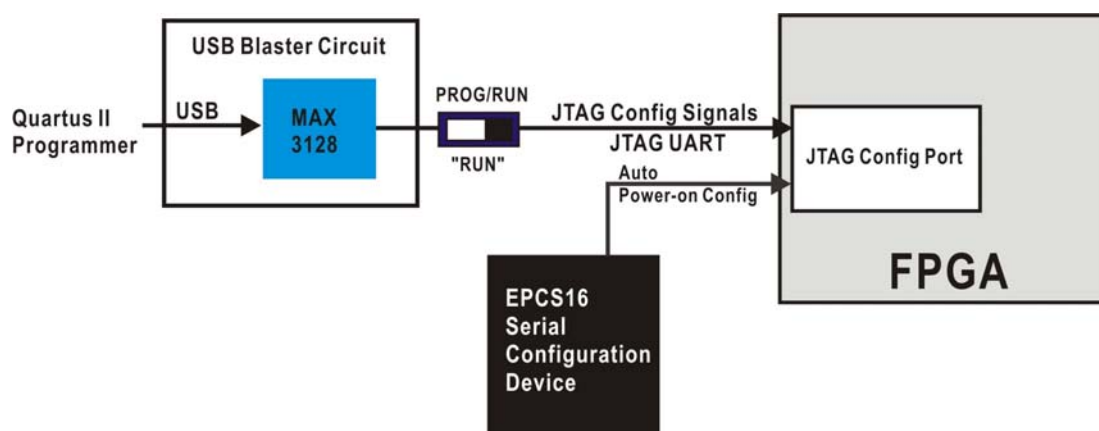 USB Blaster Circuit
Quartus II
Programmer
USB
MAX
3128
PROG/RUN
"RUN"
JTAG Config Signals
JTAG UART
Auto
Power-on Config
JTAG Config Port
FPGA
EPCS16
Serial
Configuration
Device